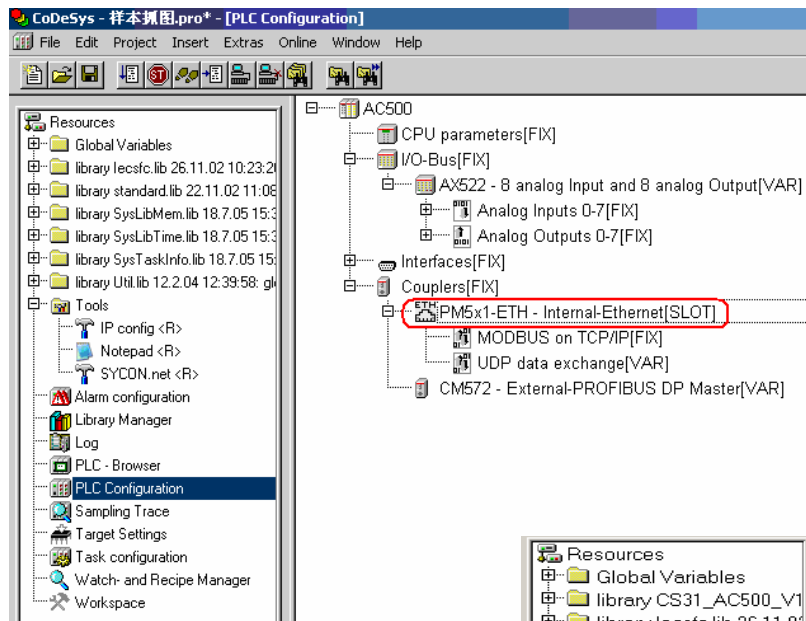 CoDeSys - 样本抓图.pro* - [PLC Configuration]
File Edit Project Insert Extras Online Window Help
Resources
Global Variables
library Iecsfc.lib 26.11.02 10:23:2
library standard.lib 22.11.02 11:08
library SysLibMem.lib 18.7.05 15:3
library SysLibTime.lib 18.7.05 15:3
library SysTaskInfo.lib 18.7.05 15:
library Util.lib 12.2.04 12:39:58: gl
Tools
IP config <R>
Notepad <R>
SYCON.net <R>
Alarm configuration
Library Manager
Log
PLC - Browser
PLC Configuration
Sampling Trace
Target Settings
Task configuration
Watch- and Recipe Manager
Workspace
AC500
CPU parameters[FIX]
I/O-Bus[FIX]
AX522 - 8 analog Input and 8 analog Output[VAR]
Analog Inputs 0-7[FIX]
Analog Outputs 0-7[FIX]
Interfaces[FIX]
Couplers[FIX]
PM5x1-ETH - Internal-Ethernet[SLOT]
MODBUS on TCP/IP[FIX]
UDP data exchange[VAR]
CM572 - External-PROFIBUS DP Master[VAR]
Resources
Global Variables
library CS31_AC500_V1